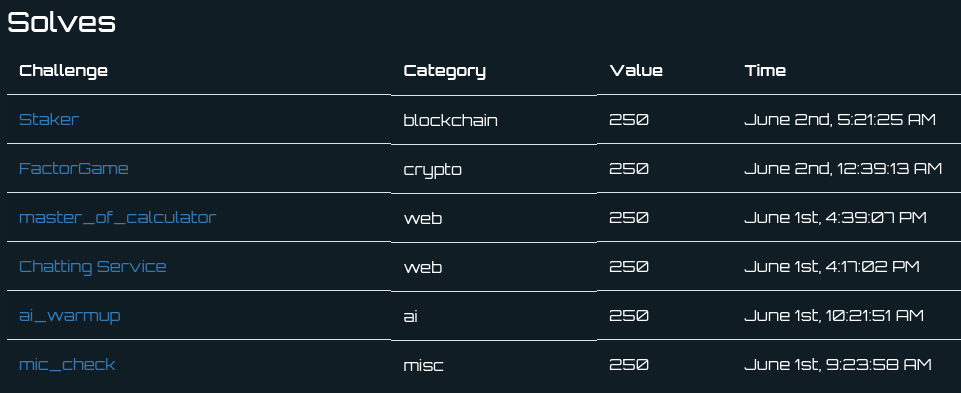 Solves
Challenge Category Value Time
Staker blockchain 250 June 2nd, 5:21:25 AM
FactorGame crypto 250 June 2nd, 12:39:13 AM
master_of_calculator web 250 June 1st, 4:39:07 PM
Chatting Service web 250 June 1st, 4:17:02 PM
ai_warmup ai 250 June 1st, 10:21:51 AM
mic_check misc 250 June 1st, 9:23:58 AM